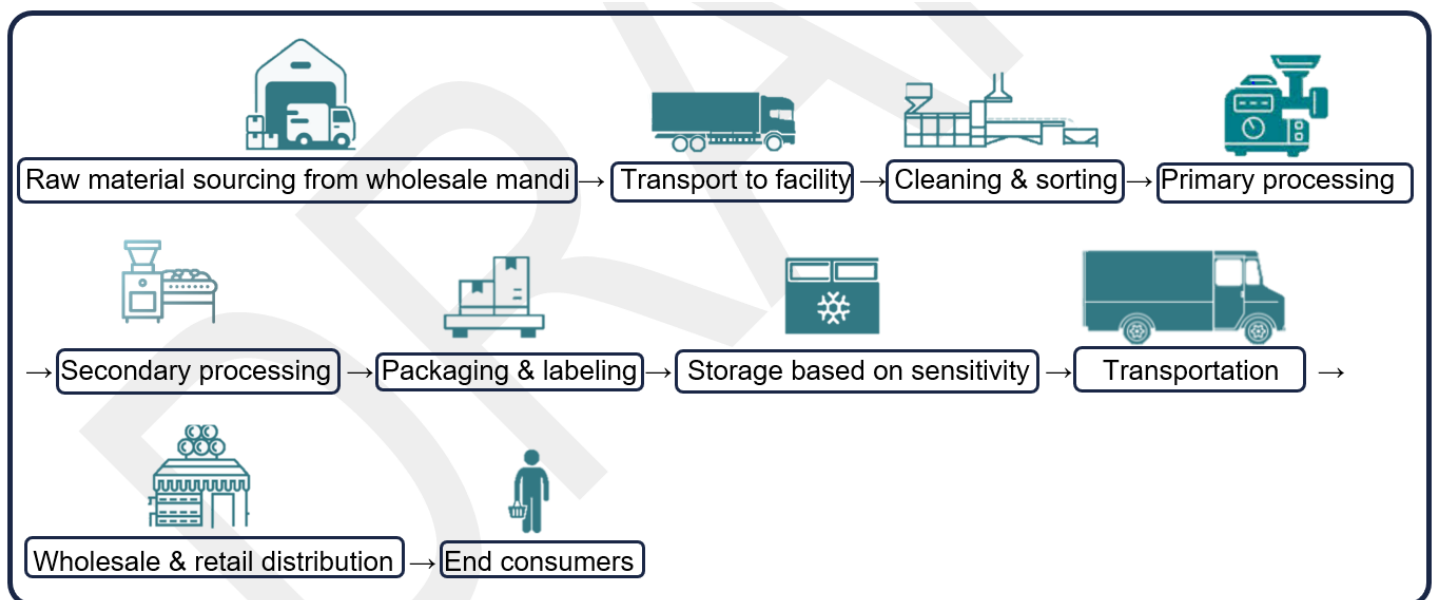 Raw material sourcing from wholesale mandi → Transport to facility → Cleaning & sorting → Primary processing
→ Secondary processing → Packaging & labeling → Storage based on sensitivity → Transportation →
Wholesale & retail distribution → End consumers
DRA